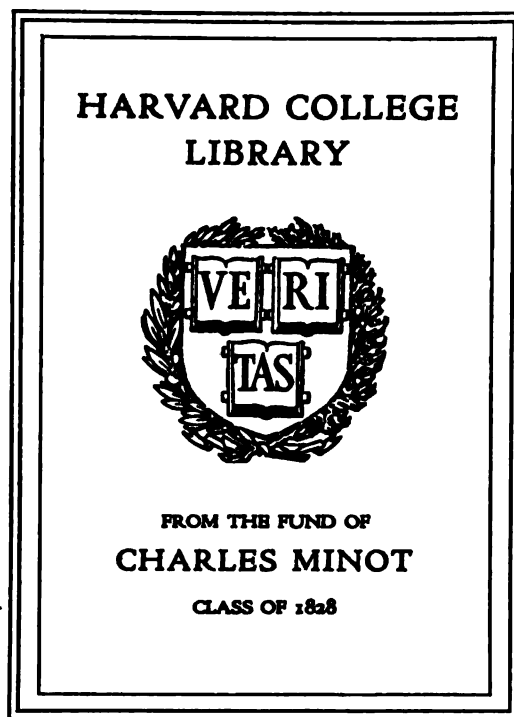 HARVARD COLLEGE
LIBRARY
VE RI
TAS
FROM THE FUND OF
CHARLES MINOT
CLASS OF 1828